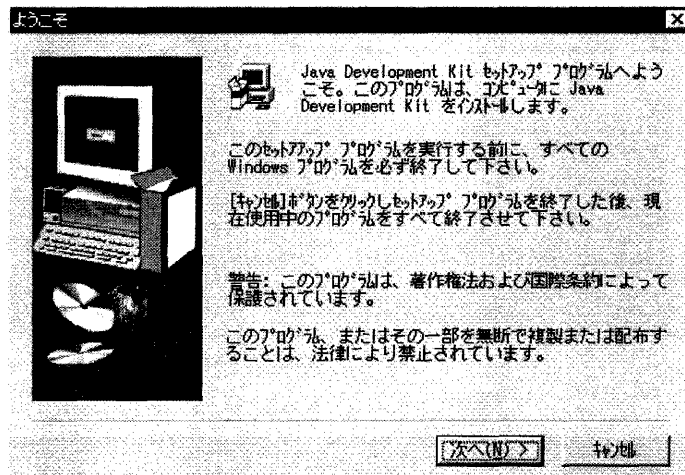 ようこそ
Java Development Kit ｾｯﾄｱｯﾌﾟ ﾌﾟﾛｸﾞﾗﾑへよう
こそ。このﾌﾟﾛｸﾞﾗﾑは、ｺﾝﾋﾟｭｰﾀに Java
Development Kit をｲﾝｽﾄｰﾙします。
このｾｯﾄｱｯﾌﾟ ﾌﾟﾛｸﾞﾗﾑを実行する前に、すべての
Windows ﾌﾟﾛｸﾞﾗﾑを必ず終了して下さい。
[ｷｬﾝｾﾙ]ﾎﾞﾀﾝをｸﾘｯｸしｾｯﾄｱｯﾌﾟ ﾌﾟﾛｸﾞﾗﾑを終了した後、現
在使用中のﾌﾟﾛｸﾞﾗﾑをすべて終了させて下さい。
警告: このﾌﾟﾛｸﾞﾗﾑは、著作権法および国際条約によって
保護されています。
このﾌﾟﾛｸﾞﾗﾑ、またはその一部を無断で複製または配布す
ることは、法律により禁止されています。
次へ(N) > ｷｬﾝｾﾙ